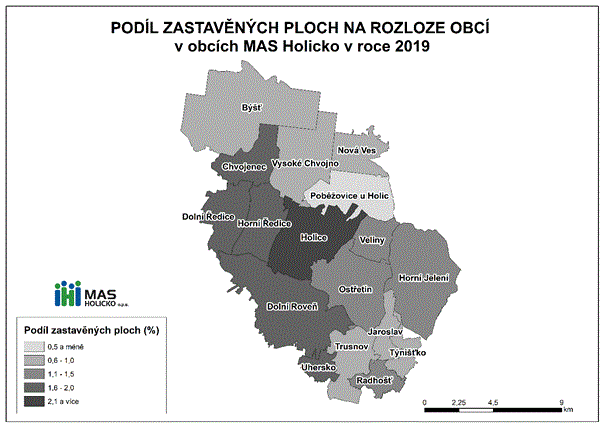 PODÍL ZASTAVĚNÝCH PLOCH NA ROZLOZE OBCÍ
v obcích MAS Holicko v roce 2019
Býšť
Nová Ves
Vysoké Chvojno
Chvojenec
Poběžovice u Holic
Dolní Ředice
Horní Ředice
Holice
Veliny
Horní Jelení
Ostřetín
Dolní Roveň
Jaroslav
Trusnov
Týnišťko
Uhersko
Radhošť
MAS
HOLICKO o.p.s.
Podíl zastavěných ploch (%)
0,5 a méně
0,6 - 1,0
1,1 - 1,5
1,6 - 2,0
2,1 a více
0 2,25 4,5 9
km